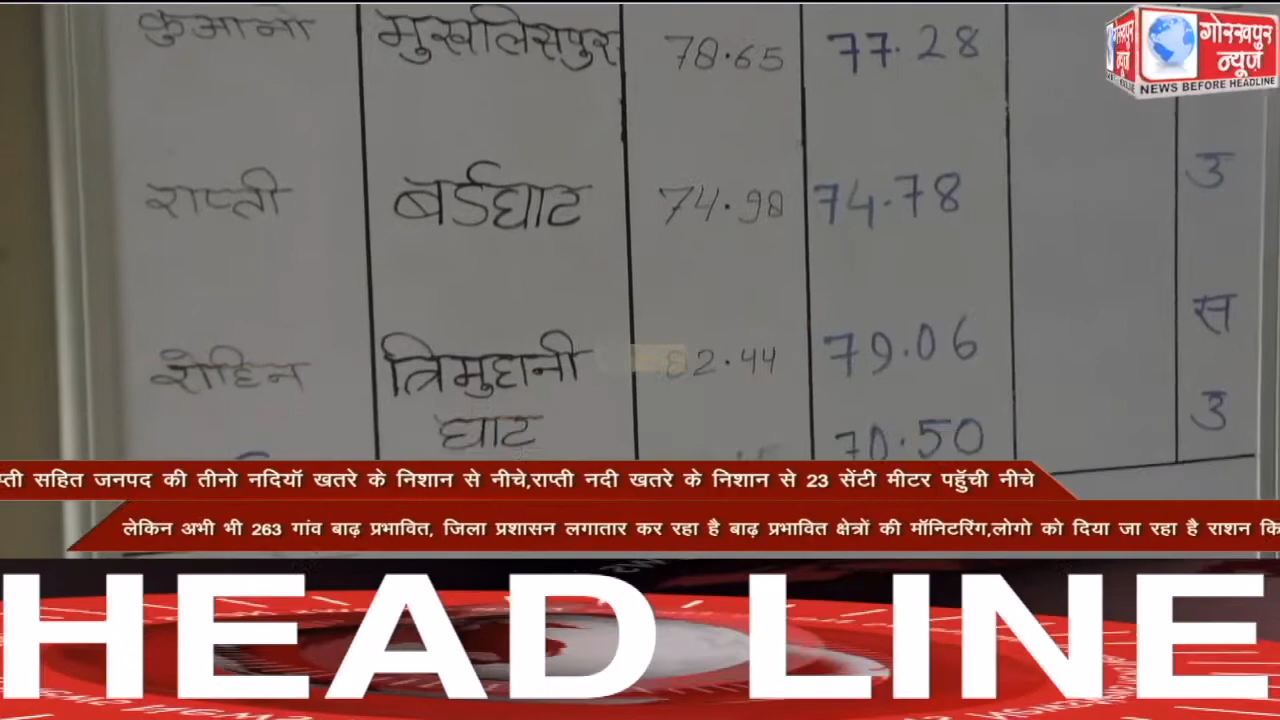 कुआनो मुखलिसपुर 78.65 77.28
गोरखपुर
न्यूज़
NEWS BEFORE HEADLINE
राप्ती बर्डघाट 74.98 74.78 उ
रोहिन त्रिमुहानी 82.44 79.06 स
घाट 70.50 उ
प्ती सहित जनपद की तीनो नदियॉ खतरे के निशान से नीचे,राप्ती नदी खतरे के निशान से 23 सेंटी मीटर पहुॅची नीचे
लेकिन अभी भी 263 गांव बाढ़ प्रभावित, जिला प्रशासन लगातार कर रहा है बाढ़ प्रभावित क्षेत्रों की मॉनिटरिंग,लोगो को दिया जा रहा है राशन कि
HEAD LINE